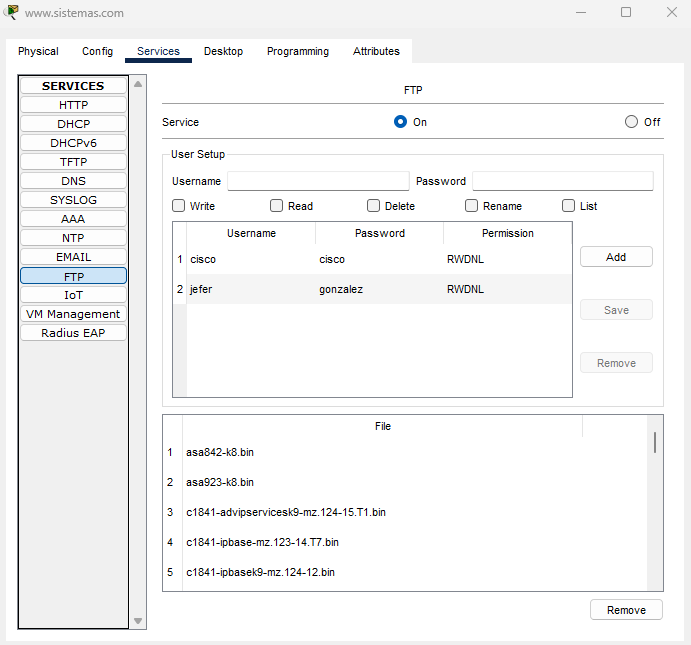 www.sistemas.com
Physical Config Services Desktop Programming Attributes
SERVICES
HTTP
DHCP
DHCPv6
TFTP
DNS
SYSLOG
AAA
NTP
EMAIL
FTP
IoT
VM Management
Radius EAP
FTP
Service On Off
User Setup
Username Password
Write Read Delete Rename List
Username Password Permission
1 cisco cisco RWDNL
2 jefer gonzalez RWDNL
Add
Save
Remove
File
1 asa842-k8.bin
2 asa923-k8.bin
3 c1841-advipservicesk9-mz.124-15.T1.bin
4 c1841-ipbase-mz.123-14.T7.bin
5 c1841-ipbasek9-mz.124-12.bin
Remove